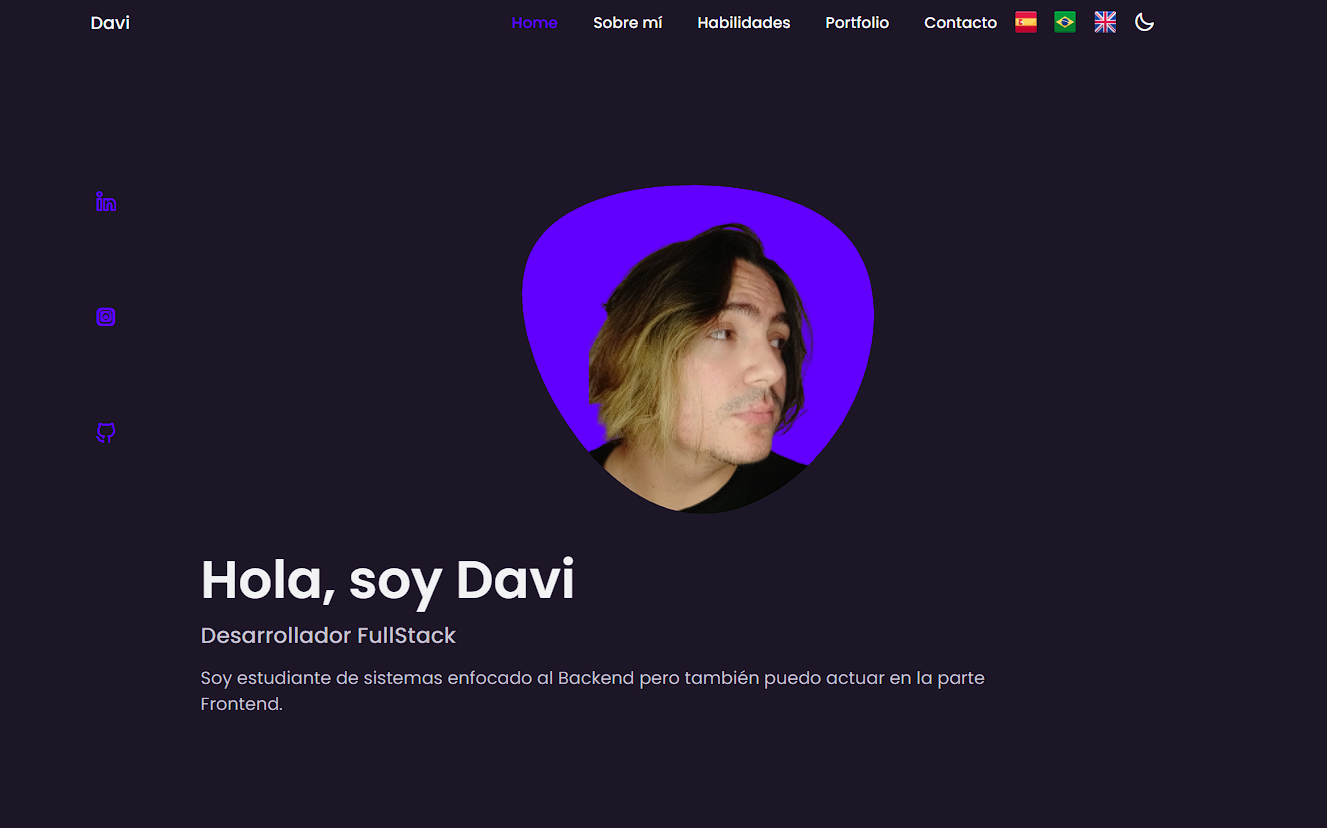 Davi
Home Sobre mí Habilidades Portfolio Contacto
Hola, soy Davi
Desarrollador FullStack
Soy estudiante de sistemas enfocado al Backend pero también puedo actuar en la parte
Frontend.